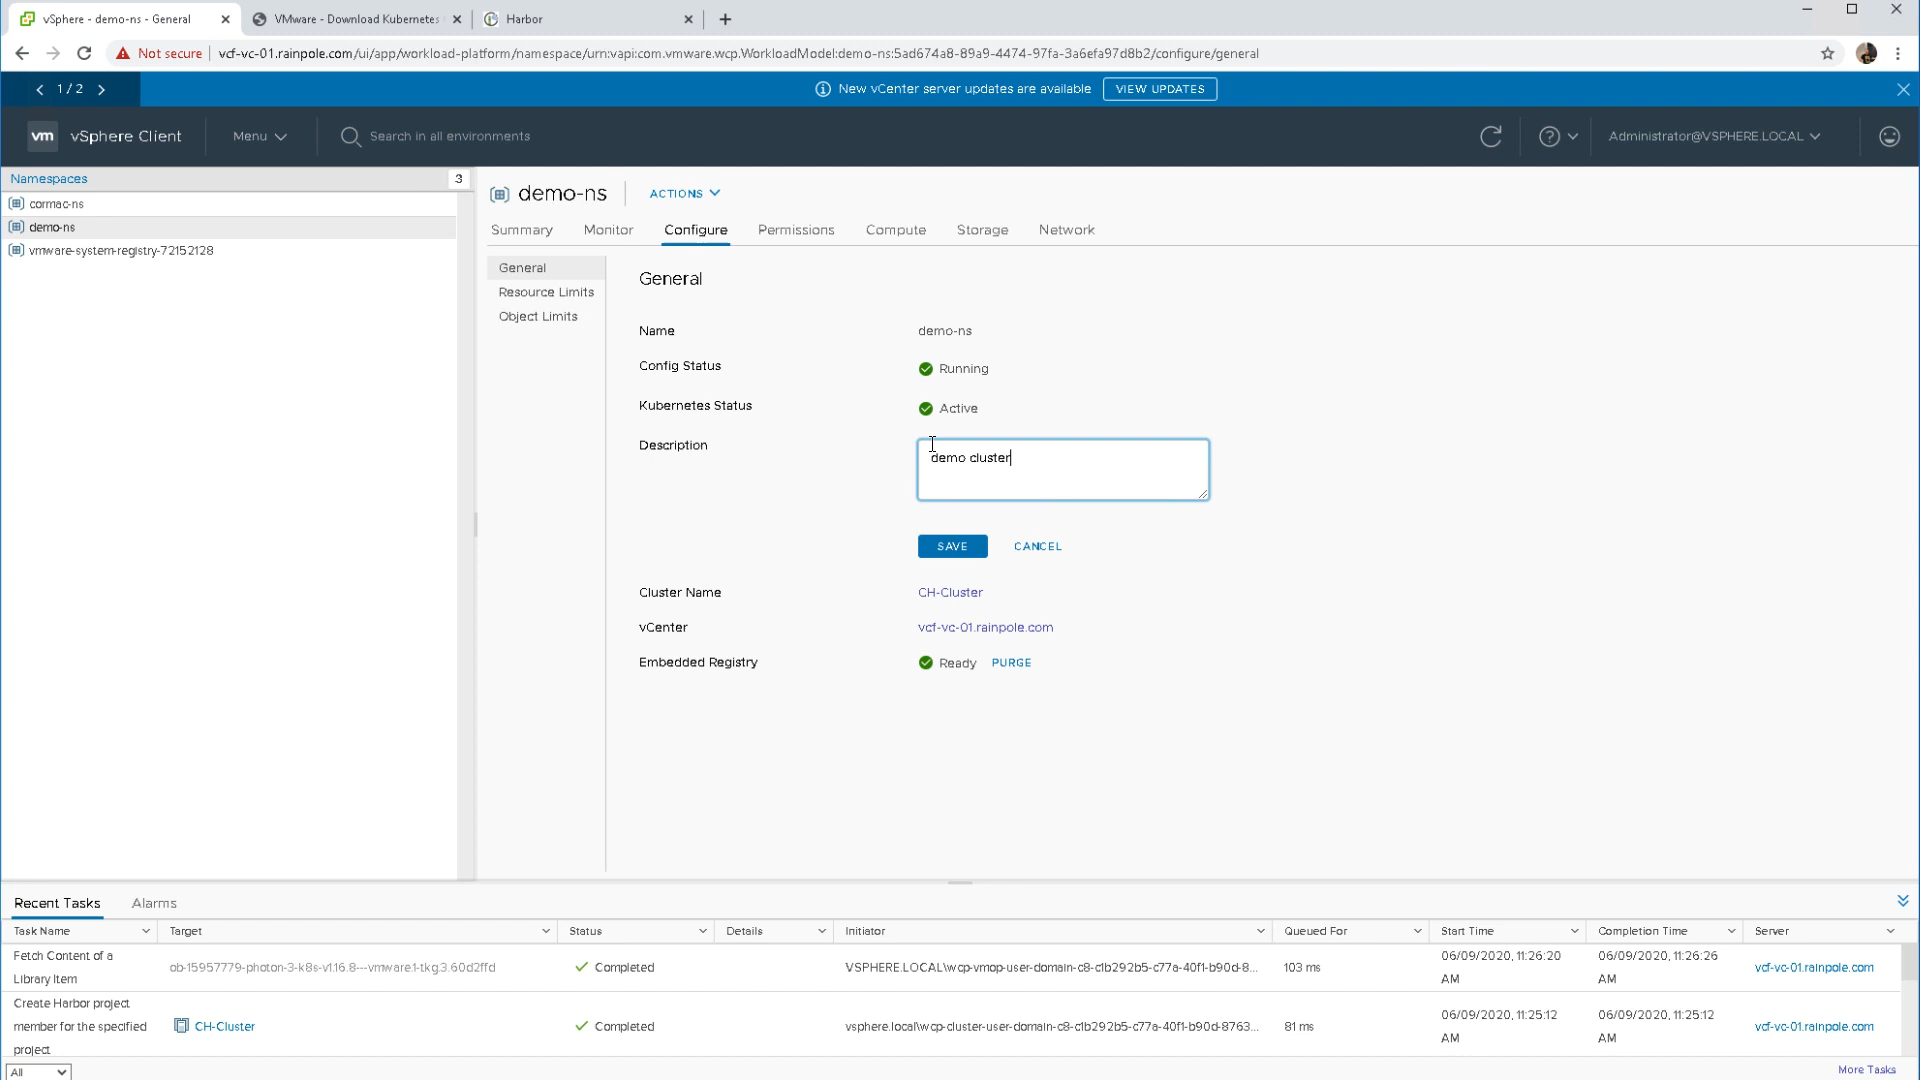 vSphere - demo-ns - General
VMware - Download Kubernetes
Harbor
Not secure
vcf-vc-01.rainpole.com/ui/app/workload-platform/namespace/urn:vapi:com.vmware.wcp.WorkloadModel:demo-ns:5ad674a8-89a9-4474-97fa-3a6efa97d8b2/configure/general
1 / 2
New vCenter server updates are available
VIEW UPDATES
vm
vSphere Client
Menu
Search in all environments
Administrator@VSPHERE.LOCAL
Namespaces
3
cormac-ns
demo-ns
vmware-system-registry-72152128
demo-ns
ACTIONS
Summary
Monitor
Configure
Permissions
Compute
Storage
Network
General
Resource Limits
Object Limits
General
Name
demo-ns
Config Status
Running
Kubernetes Status
Active
Description
demo cluster
SAVE
CANCEL
Cluster Name
CH-Cluster
vCenter
vcf-vc-01.rainpole.com
Embedded Registry
Ready
PURGE
Recent Tasks
Alarms
Task Name
Target
Status
Details
Initiator
Queued For
Start Time
Completion Time
Server
Fetch Content of a
Library Item
ob-15957779-photon-3-k8s-v1.16.8---vmware.1-tkg.3.60d2ffd
Completed
VSPHERE.LOCAL\wcp-vmop-user-domain-c8-c1b292b5-c77a-40f1-b90d-8...
103 ms
06/09/2020, 11:26:20
AM
06/09/2020, 11:26:26
AM
vcf-vc-01.rainpole.com
Create Harbor project
member for the specified
project
CH-Cluster
Completed
vsphere.local\wcp-cluster-user-domain-c8-c1b292b5-c77a-40f1-b90d-8763...
81 ms
06/09/2020, 11:25:12
AM
06/09/2020, 11:25:12
AM
vcf-vc-01.rainpole.com
All
More Tasks